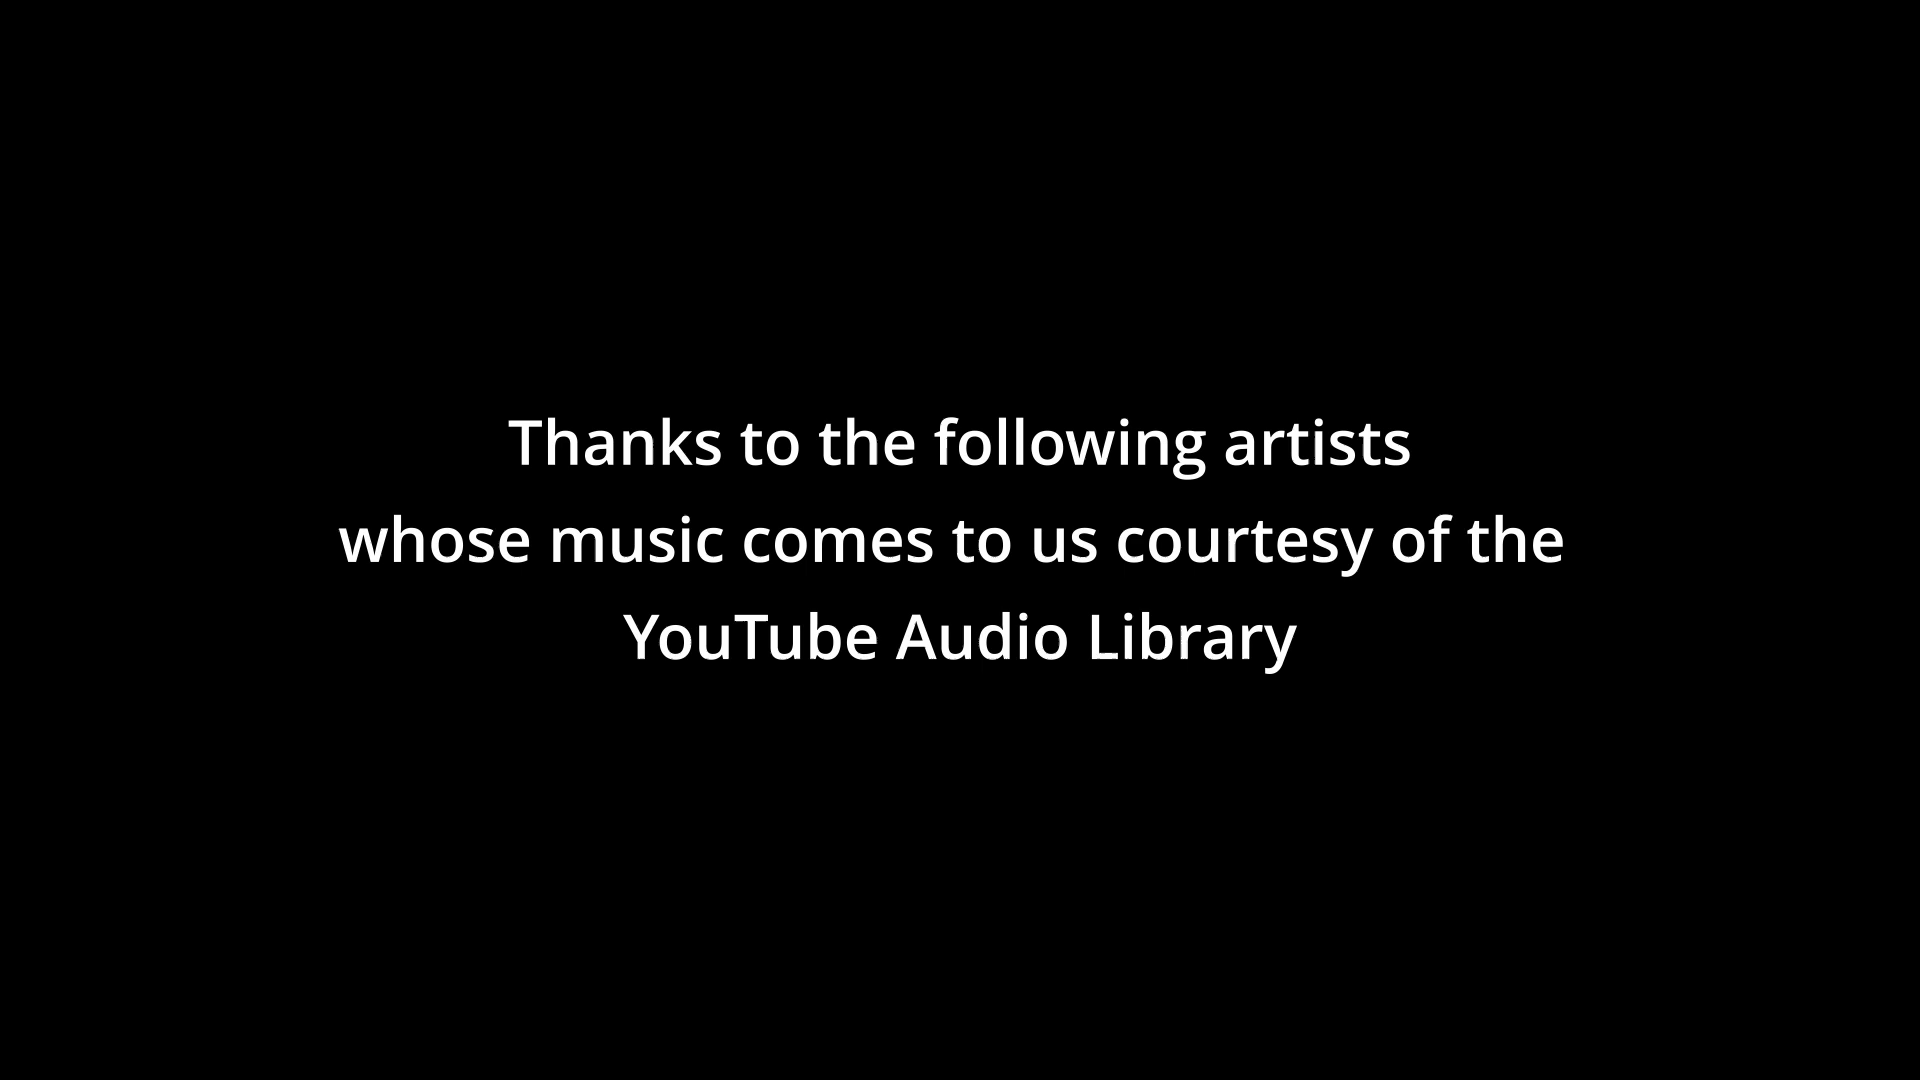 Thanks to the following artists
whose music comes to us courtesy of the
YouTube Audio Library